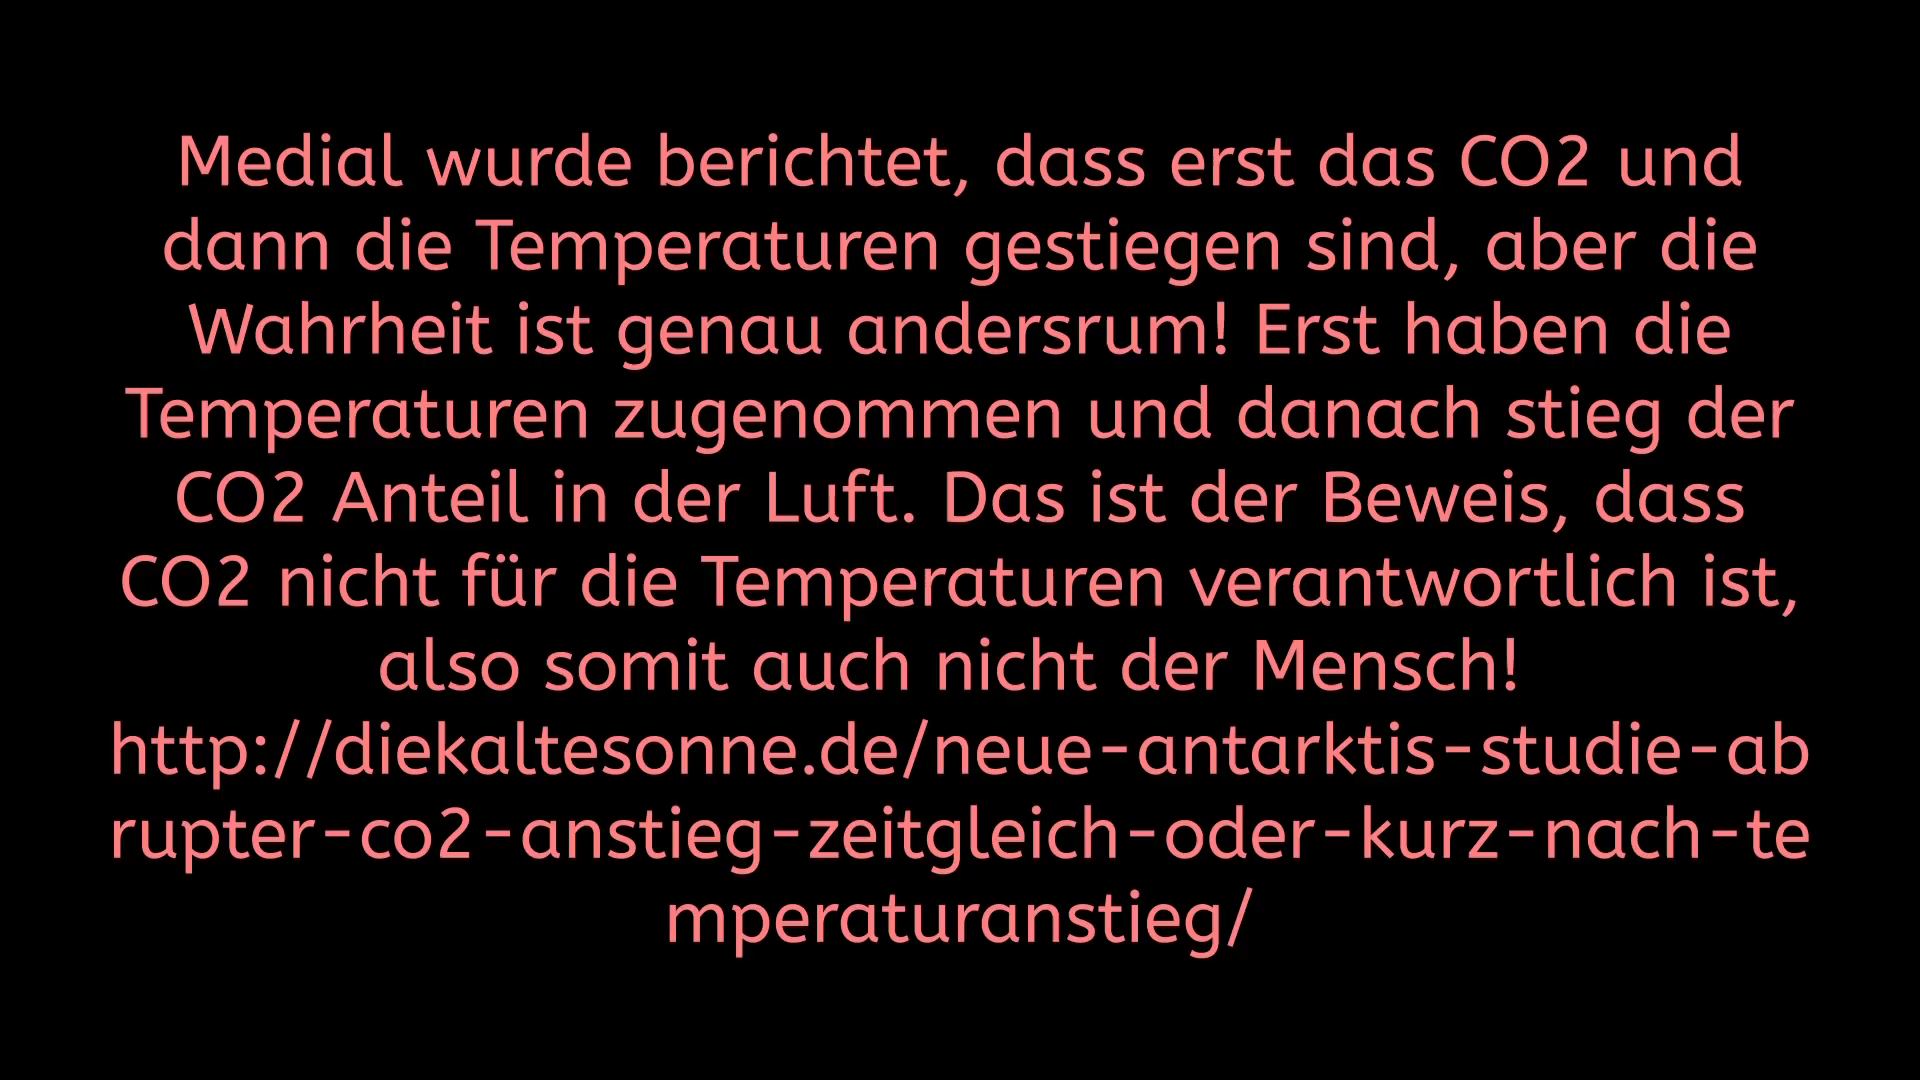 Medial wurde berichtet, dass erst das CO2 und
dann die Temperaturen gestiegen sind, aber die
Wahrheit ist genau andersrum! Erst haben die
Temperaturen zugenommen und danach stieg der
CO2 Anteil in der Luft. Das ist der Beweis, dass
CO2 nicht für die Temperaturen verantwortlich ist,
also somit auch nicht der Mensch!
http://diekaltesonne.de/neue-antarktis-studie-ab
rupter-co2-anstieg-zeitgleich-oder-kurz-nach-te
mperaturanstieg/